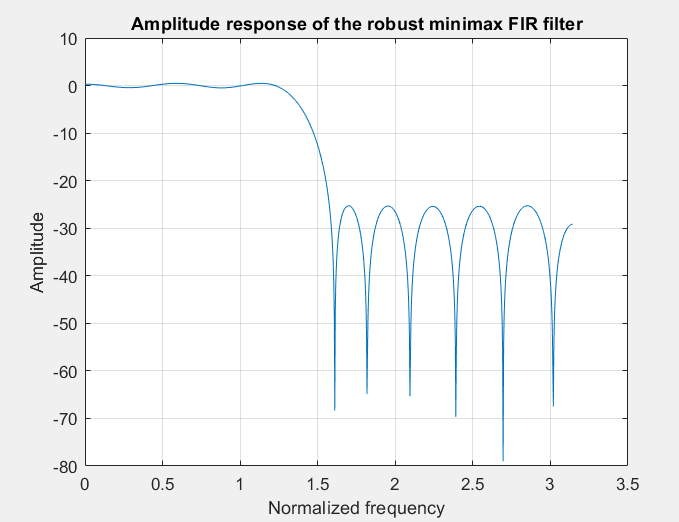 Amplitude response of the robust minimax FIR filter
10
0
-10
-20
-30
-40
-50
-60
-70
-80
Amplitude
0 0.5 1 1.5 2 2.5 3 3.5
Normalized frequency